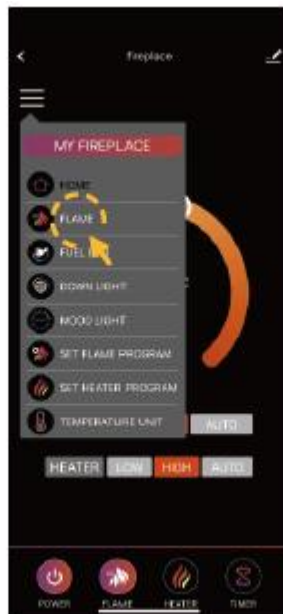 fireplace
MY FIREPLACE
HOME
FLAME
FUEL
DOWN LIGHT
MOOD LIGHT
SET FLAME PROGRAM
SET HEATER PROGRAM
TEMPERATURE UNIT
AUTO
HEATER LOW HIGH AUTO
POWER FLAME HEATER TIMER